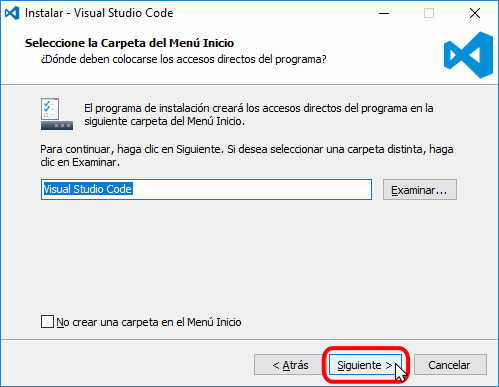 Instalar - Visual Studio Code
Seleccione la Carpeta del Menú Inicio
¿Dónde deben colocarse los accesos directos del programa?
El programa de instalación creará los accesos directos del programa en la
siguiente carpeta del Menú Inicio.
Para continuar, haga clic en Siguiente. Si desea seleccionar una carpeta distinta, haga
clic en Examinar.
Visual Studio Code
Examinar...
No crear una carpeta en el Menú Inicio
< Atrás
Siguiente >
Cancelar